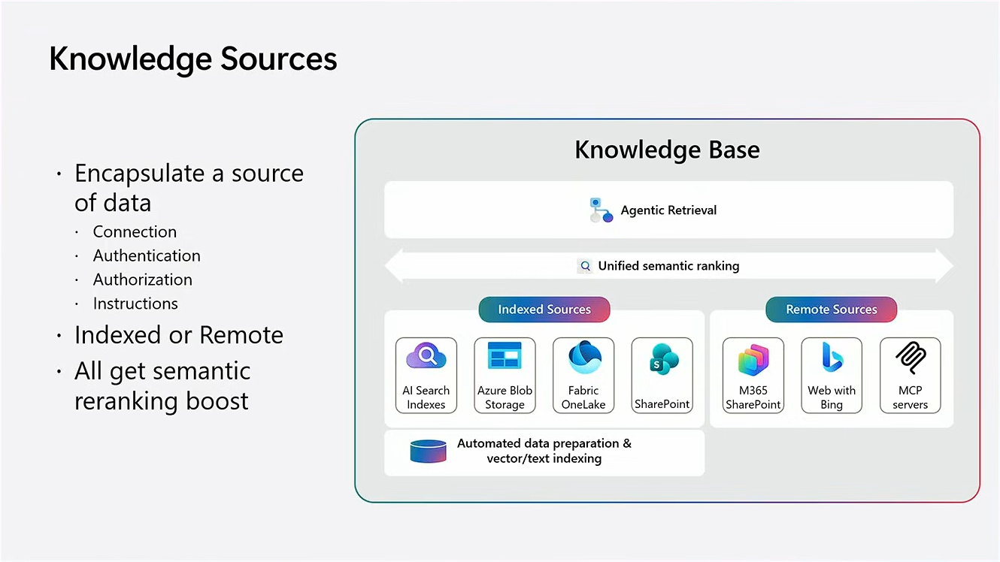 Knowledge Sources
· Encapsulate a source
of data
· Connection
· Authentication
· Authorization
· Instructions
· Indexed or Remote
· All get semantic
reranking boost
Knowledge Base
Agentic Retrieval
Unified semantic ranking
Indexed Sources
AI Search
Indexes
Azure Blob
Storage
Fabric
OneLake
S
SharePoint
Automated data preparation &
vector/text indexing
Remote Sources
M365
SharePoint
Web with
Bing
MCP
servers